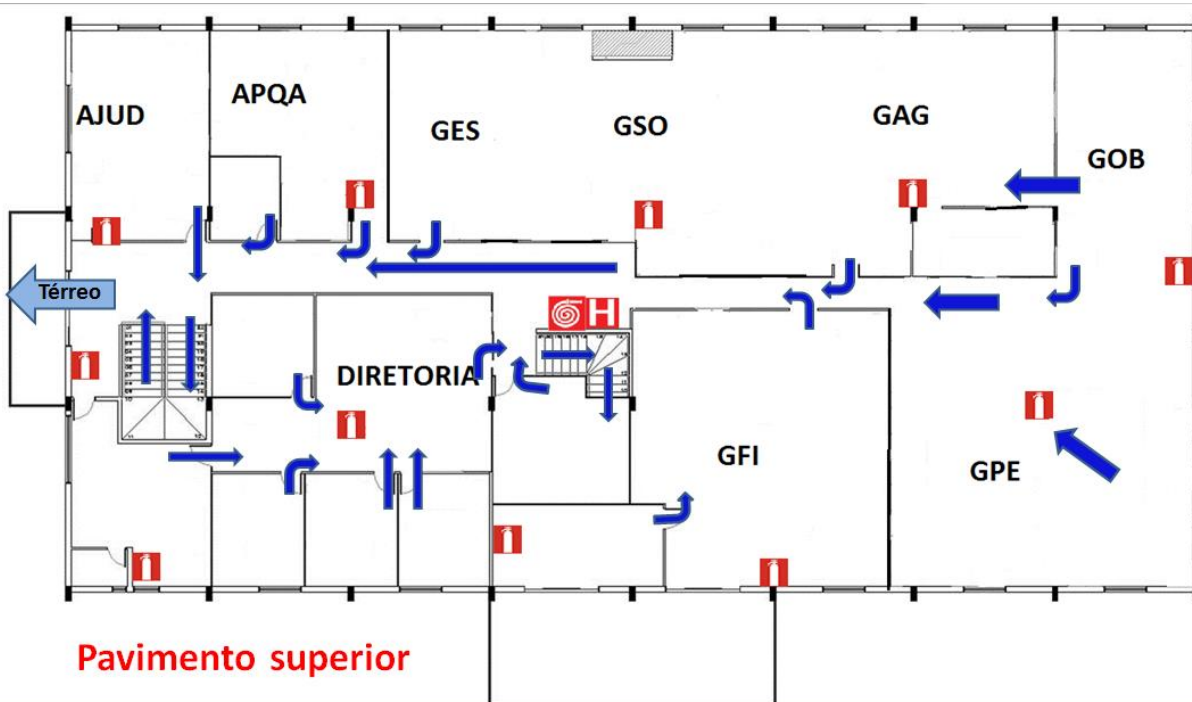 AJUD
APQA
GES
GSO
GAG
GOB
Térreo
H
DIRETORIA
GFI
GPE
Pavimento superior